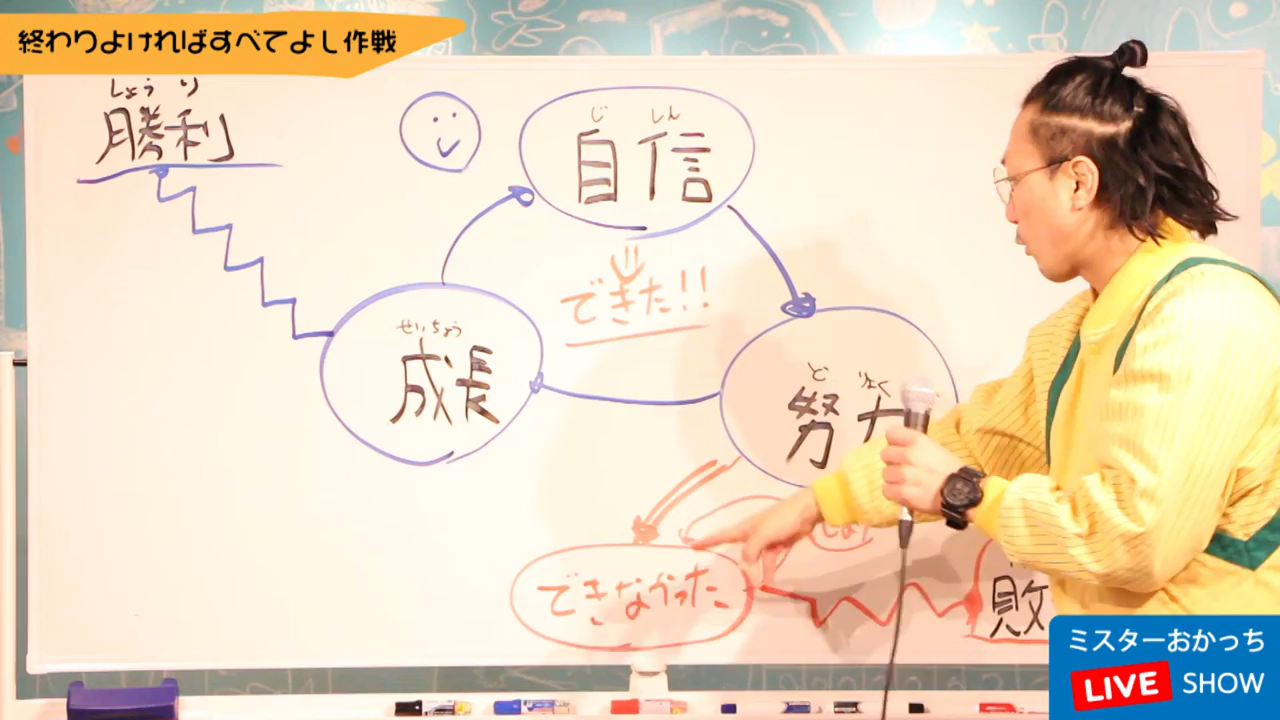 終わりよければすべてよし作戦
しょうり
勝利
じしん
自信
できた!!
せいちょう
成長
どりょく
努力
できなかった
敗
ミスターおかっち
LIVE SHOW